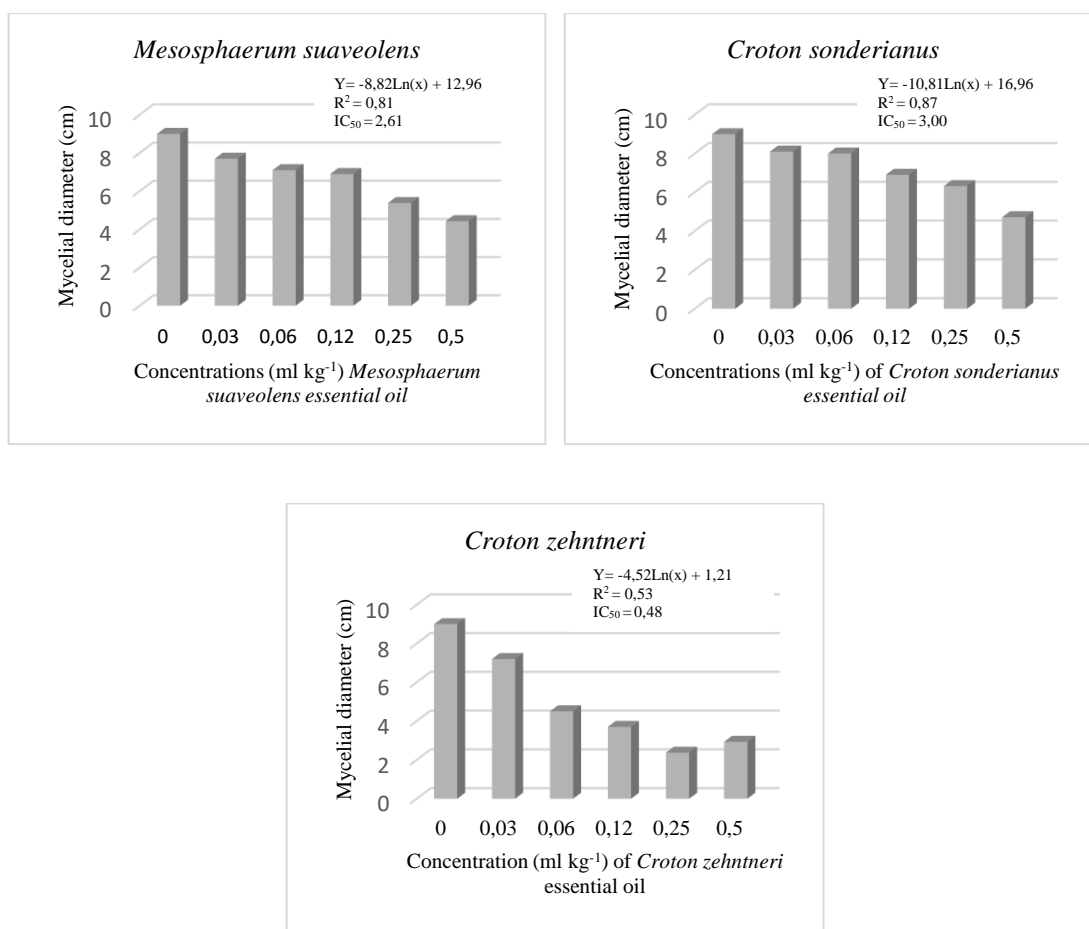 Mesosphaerum suaveolens
Y= -8,82Ln(x) + 12,96
R² = 0,81
IC₅₀ = 2,61
Mycelial diameter (cm)
10
8
6
4
2
0
0 0,03 0,06 0,12 0,25 0,5
Concentrations (ml kg⁻¹) Mesosphaerum
suaveolens essential oil
Croton sonderianus
Y= -10,81Ln(x) + 16,96
R² = 0,87
IC₅₀ = 3,00
Mycelial diameter (cm)
10
8
6
4
2
0
0 0,03 0,06 0,12 0,25 0,5
Concentrations (ml kg⁻¹) of Croton sonderianus
essential oil
Croton zehntneri
Y= -4,52Ln(x) + 1,21
R² = 0,53
IC₅₀ = 0,48
Mycelial diameter (cm)
10
8
6
4
2
0
0 0,03 0,06 0,12 0,25 0,5
Concentration (ml kg⁻¹) of Croton zehntneri
essential oil